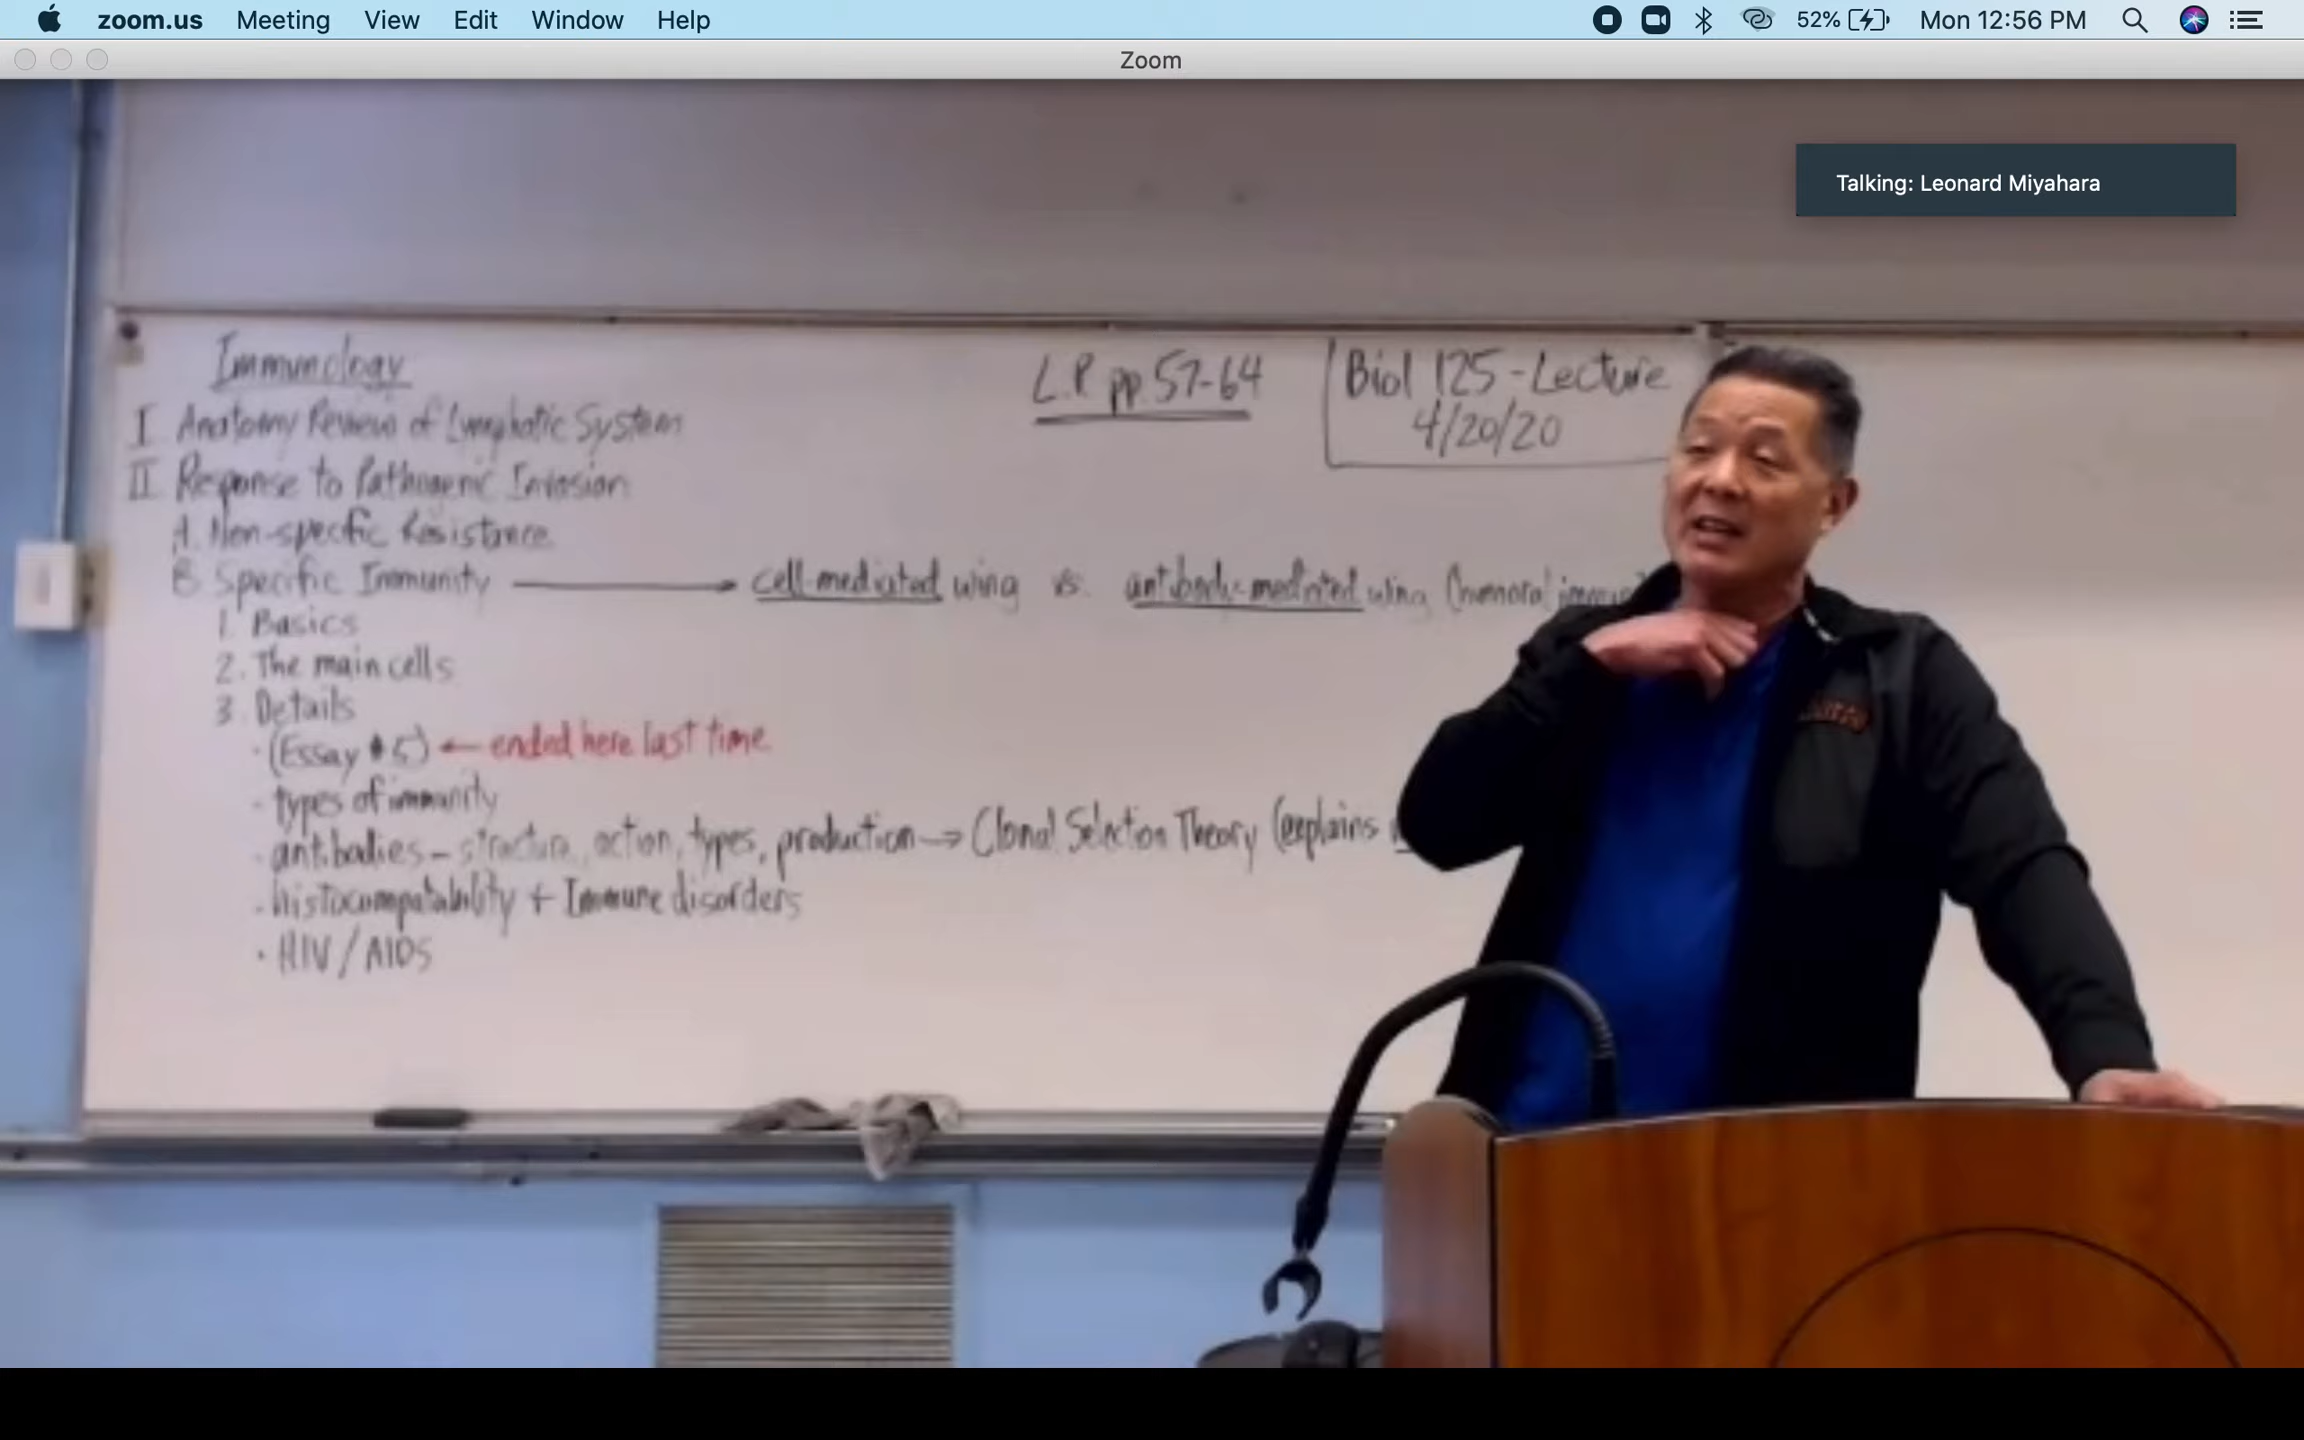 zoom.us Meeting View Edit Window Help 52% Mon 12:56 PM
Zoom
Talking: Leonard Miyahara
Immunology
I Anatomy Review of Lymphatic System
II Response to Pathogenic Invasion
A. Non-specific Resistance
B. Specific Immunity → cell-mediated wing vs. antibody-mediated wing (humoral
1. Basics
2. The main cells
3. Details
· (Essay #5) ← ended here last time
· types of immunity
· antibodies - structure, action, types, production → Clonal Selection Theory (explains
· histocompatability + Immune disorders
· HIV/AIDS
L.P. pp. 57-64
Biol 125 - Lecture
4/20/20